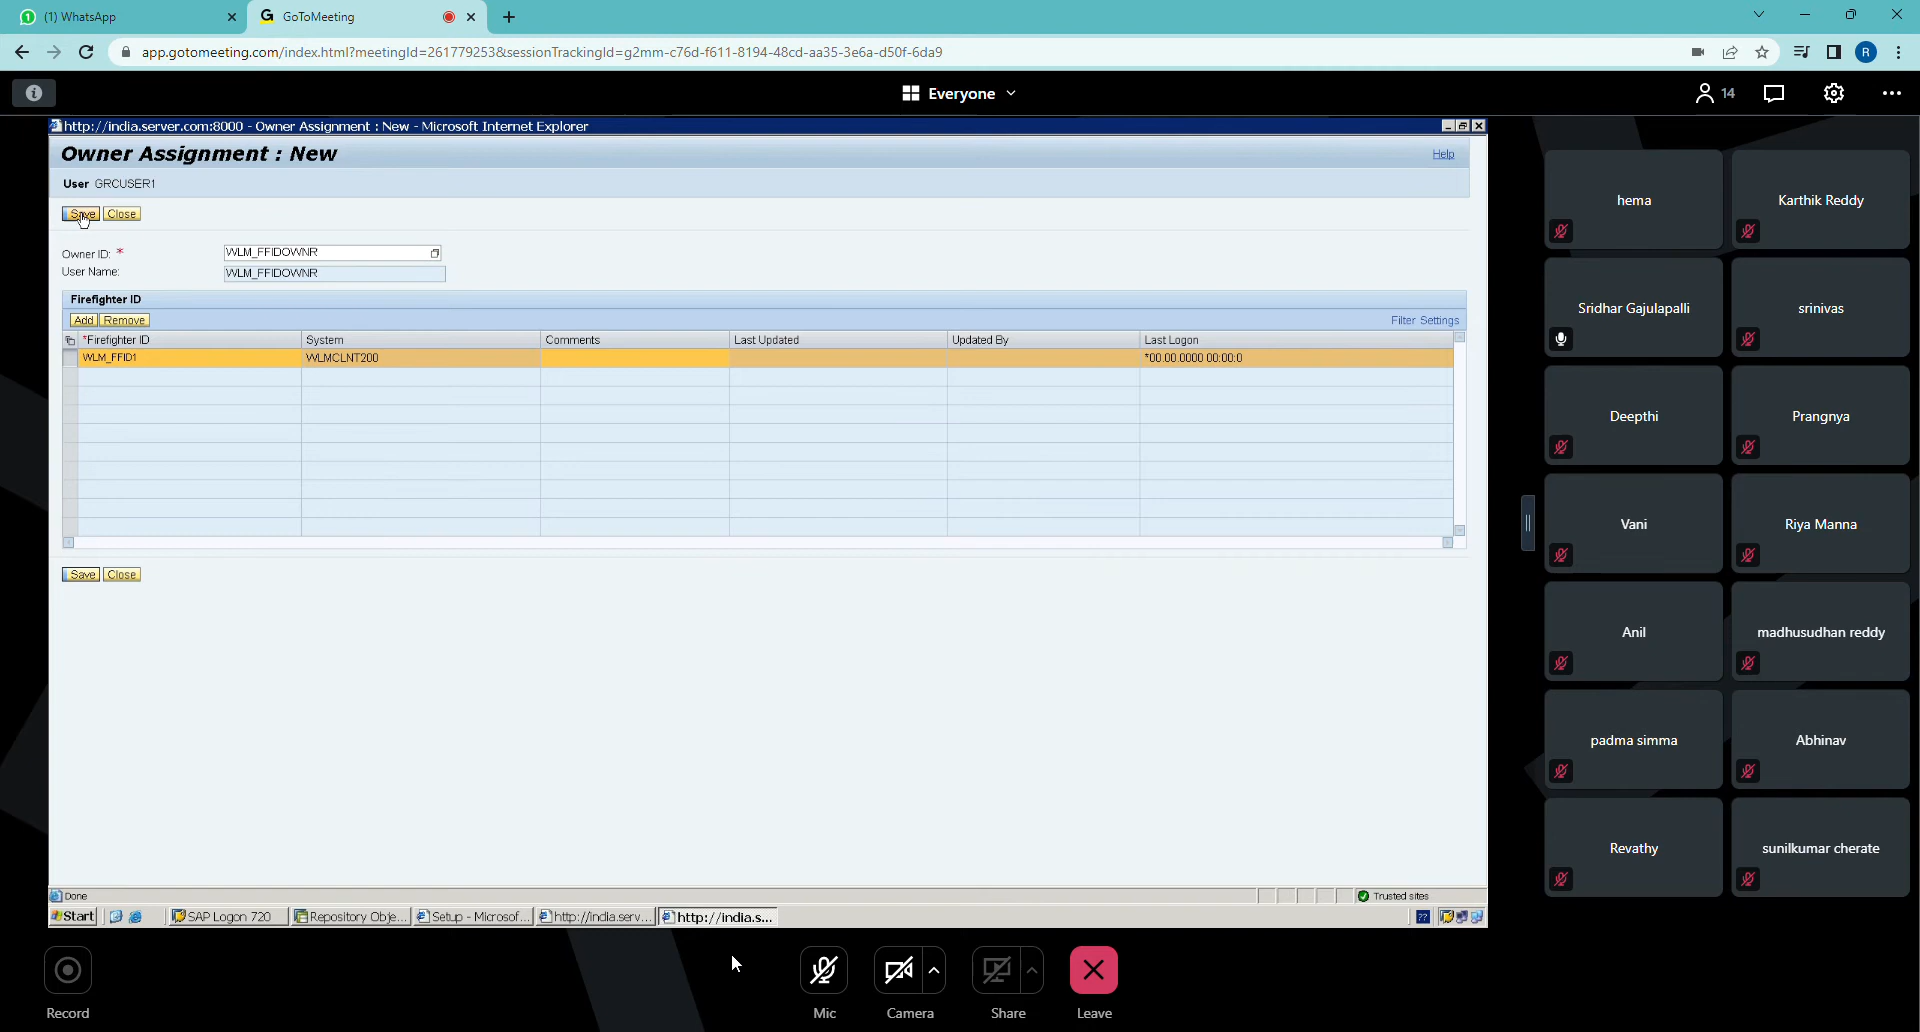 (1) WhatsApp
GoToMeeting
app.gotomeeting.com/index.html?meetingId=261779253&sessionTrackingId=g2mm-c76d-f611-8194-48cd-aa35-3e6a-d50f-6da9
R
Everyone
14
http://india.server.com:8000 - Owner Assignment : New - Microsoft Internet Explorer
Owner Assignment : New
Help
User GRCUSER1
Save Close
Owner ID: * WLM_FFIDOWNR
User Name: WLM_FFIDOWNR
Firefighter ID
Add Remove Filter Settings
*Firefighter ID System Comments Last Updated Updated By Last Logon
WLM_FFID1 WLMCLNT200 *00.00.0000 00:00:0
Save Close
Done Trusted sites
Start SAP Logon 720 Repository Obje... Setup - Microsof... http://india.serv... http://india.s... ??
hema
Karthik Reddy
Sridhar Gajulapalli
srinivas
Deepthi
Prangnya
Vani
Riya Manna
Anil
madhusudhan reddy
padma simma
Abhinav
Revathy
sunilkumar cherate
Record
Mic
Camera
Share
Leave